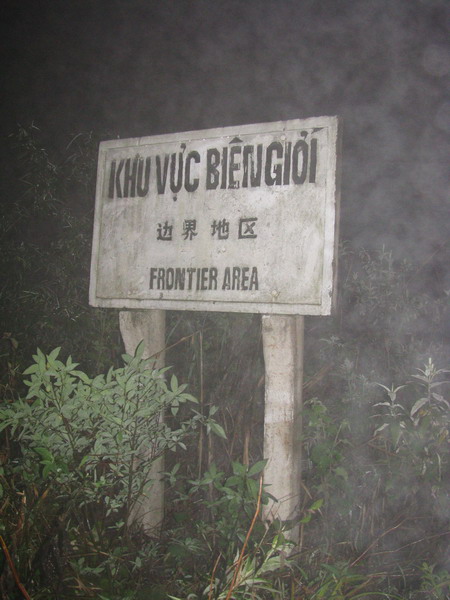 KHU VỰC BIÊN GIỚI
边界地区
FRONTIER AREA